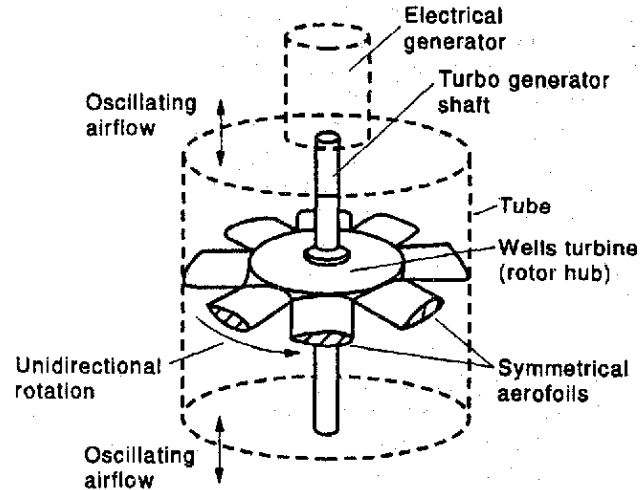 Electrical
generator
Turbo generator
shaft
Oscillating
airflow
Tube
Wells turbine
(rotor hub)
Unidirectional
rotation
Symmetrical
aerofoils
Oscillating
airflow